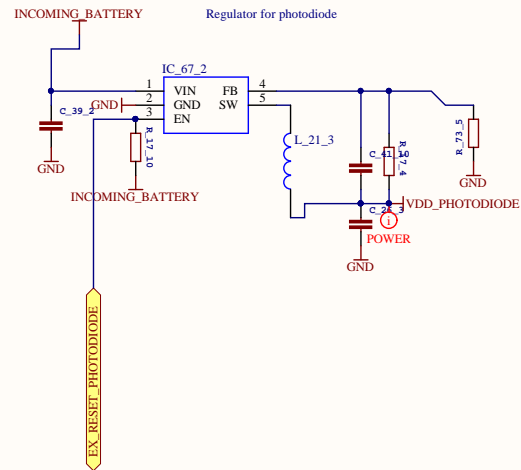 INCOMING_BATTERY
Regulator for photodiode
IC_67_2
1 VIN FB 4
2 GND SW 5
3 EN
C_39_2
GND
GND
R_17_10
INCOMING_BATTERY
L_21_3
C_41_10
R_73_5
GND
VDD_PHOTODIODE
C_26_3
i
POWER
GND
EX_RESET_PHOTODIODE